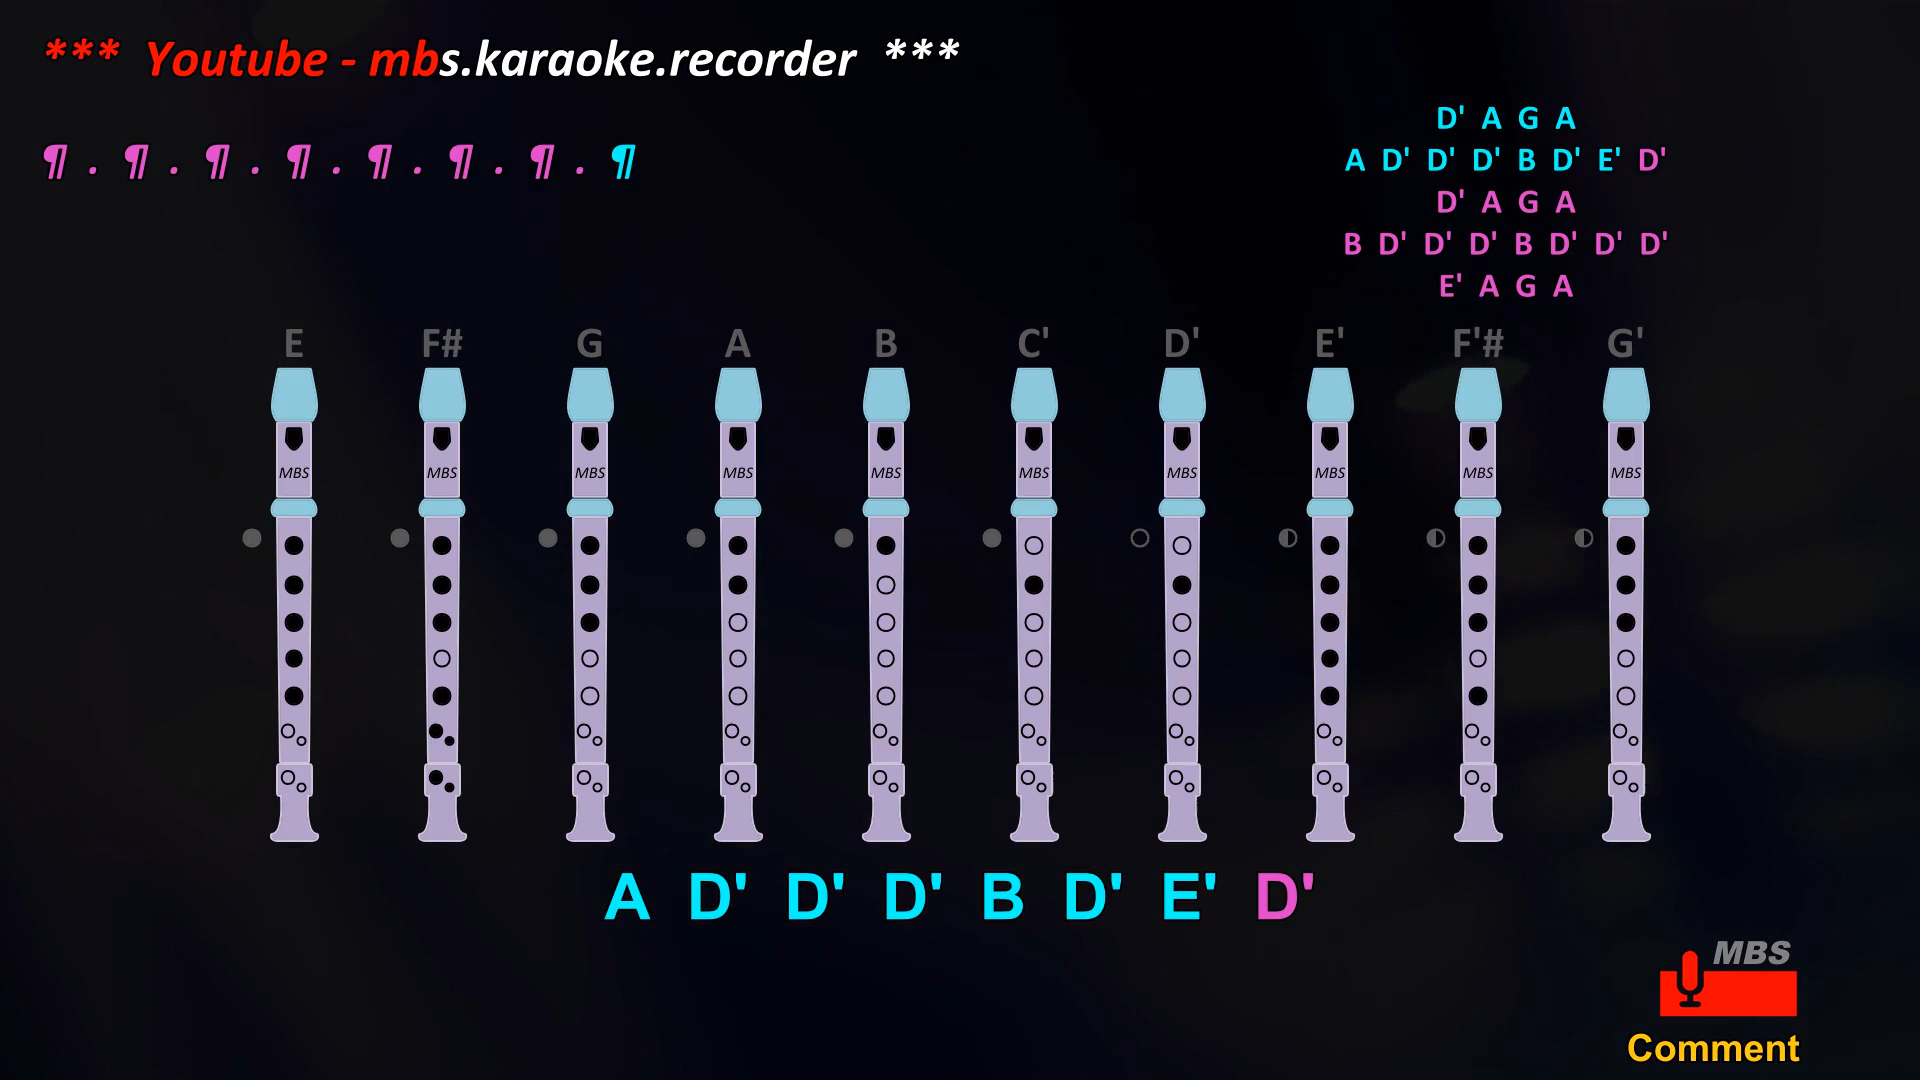 *** Youtube - mbs.karaoke.recorder ***
¶ . ¶ . ¶ . ¶ . ¶ . ¶ . ¶ . ¶
D' A G A
A D' D' D' B D' E' D'
D' A G A
B D' D' D' B D' D' D'
E' A G A
E F# G A B C' D' E' F'# G'
MBS MBS MBS MBS MBS MBS MBS MBS MBS MBS
A D' D' D' B D' E' D'
MBS
Comment